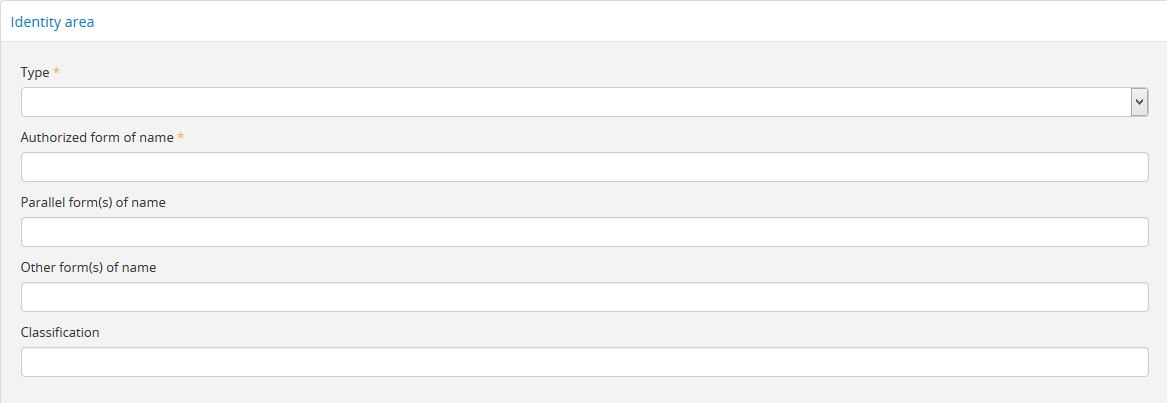 Identity area
Type *
Authorized form of name *
Parallel form(s) of name
Other form(s) of name
Classification